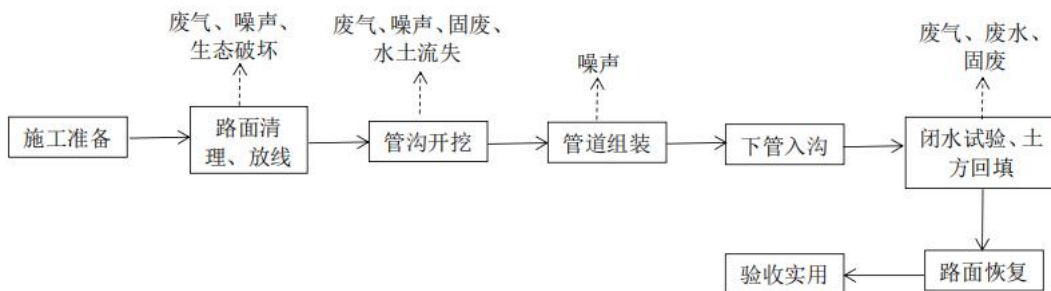 废气、噪声、
生态破坏
废气、噪声、固废、
水土流失
噪声
废气、废水、
固废
施工准备
路面清
理、放线
管沟开挖
管道组装
下管入沟
闭水试验、土
方回填
验收实用
路面恢复